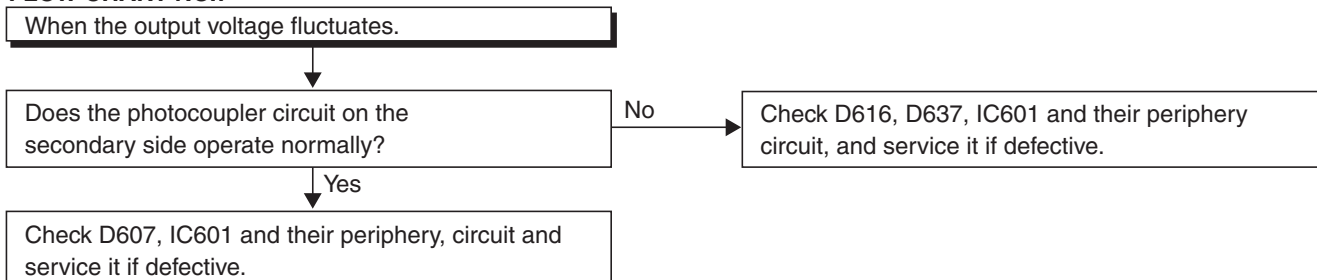 When the output voltage fluctuates.
Does the photocoupler circuit on the
secondary side operate normally?
No
Check D616, D637, IC601 and their periphery
circuit, and service it if defective.
Yes
Check D607, IC601 and their periphery, circuit and
service it if defective.